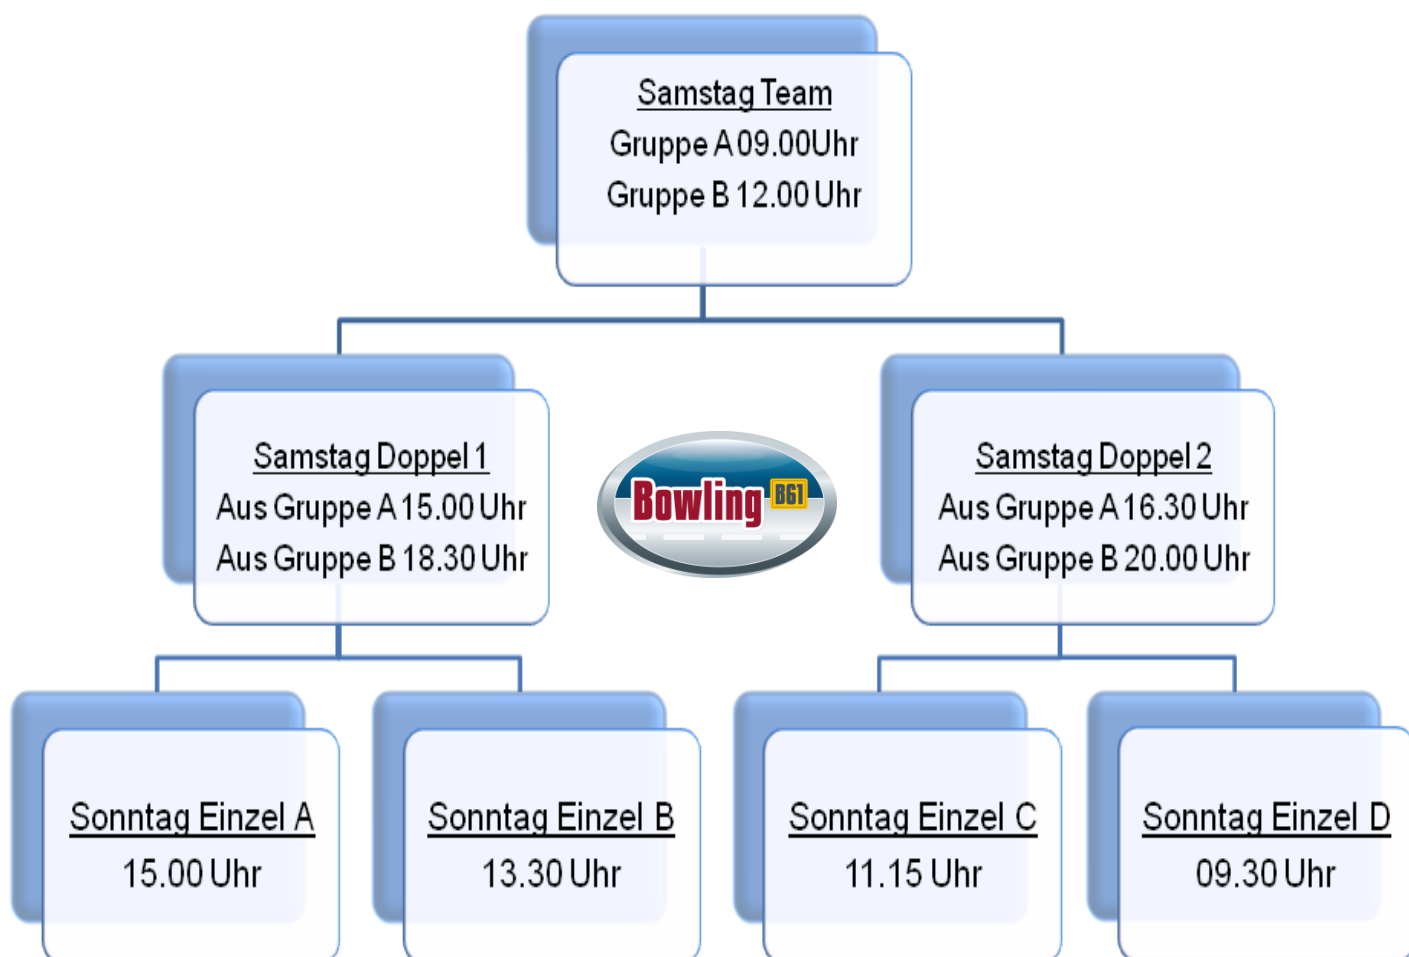 Samstag Team
Gruppe A 09.00Uhr
Gruppe B 12.00 Uhr
Samstag Doppel 1
Aus Gruppe A 15.00 Uhr
Aus Gruppe B 18.30 Uhr
Bowling B61
Samstag Doppel 2
Aus Gruppe A 16.30 Uhr
Aus Gruppe B 20.00 Uhr
Sonntag Einzel A
15.00 Uhr
Sonntag Einzel B
13.30 Uhr
Sonntag Einzel C
11.15 Uhr
Sonntag Einzel D
09.30 Uhr